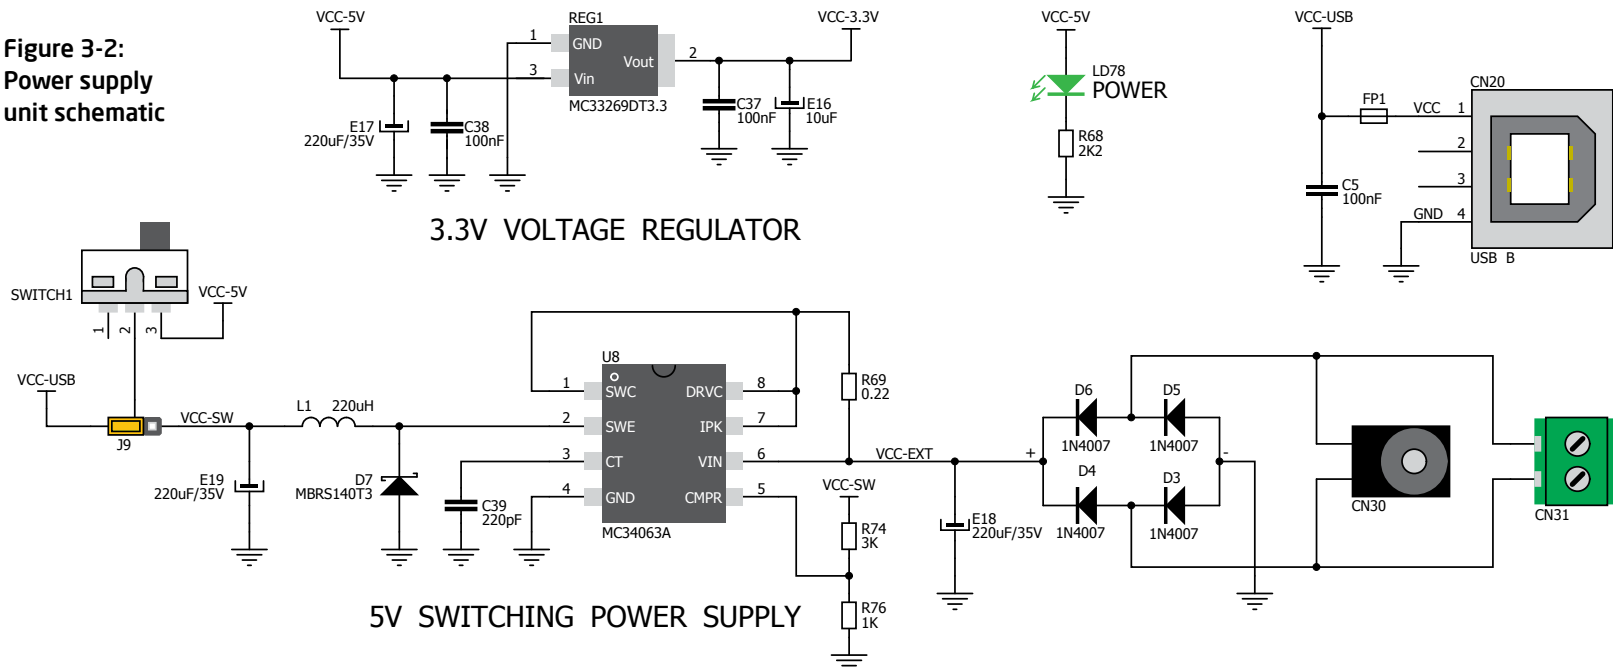 Figure 3-2:
Power supply
unit schematic
VCC-5V
REG1
VCC-3.3V
1
GND
Vout
2
3
Vin
MC33269DT3.3
E17
220uF/35V
C38
100nF
C37
100nF
E16
10uF
3.3V VOLTAGE REGULATOR
VCC-5V
LD78
POWER
R68
2K2
VCC-USB
CN20
FP1
VCC
1
2
3
GND
4
C5
100nF
USB B
SWITCH1
VCC-5V
1
2
3
VCC-USB
J9
VCC-SW
L1
220uH
E19
220uF/35V
D7
MBRS140T3
C39
220pF
U8
1
SWC
DRVC
8
2
SWE
IPK
7
3
CT
VIN
6
4
GND
CMPR
5
MC34063A
R69
0.22
VCC-EXT
VCC-SW
R74
3K
R76
1K
E18
220uF/35V
+
-
D6
1N4007
D5
1N4007
D4
1N4007
D3
1N4007
CN30
CN31
5V SWITCHING POWER SUPPLY